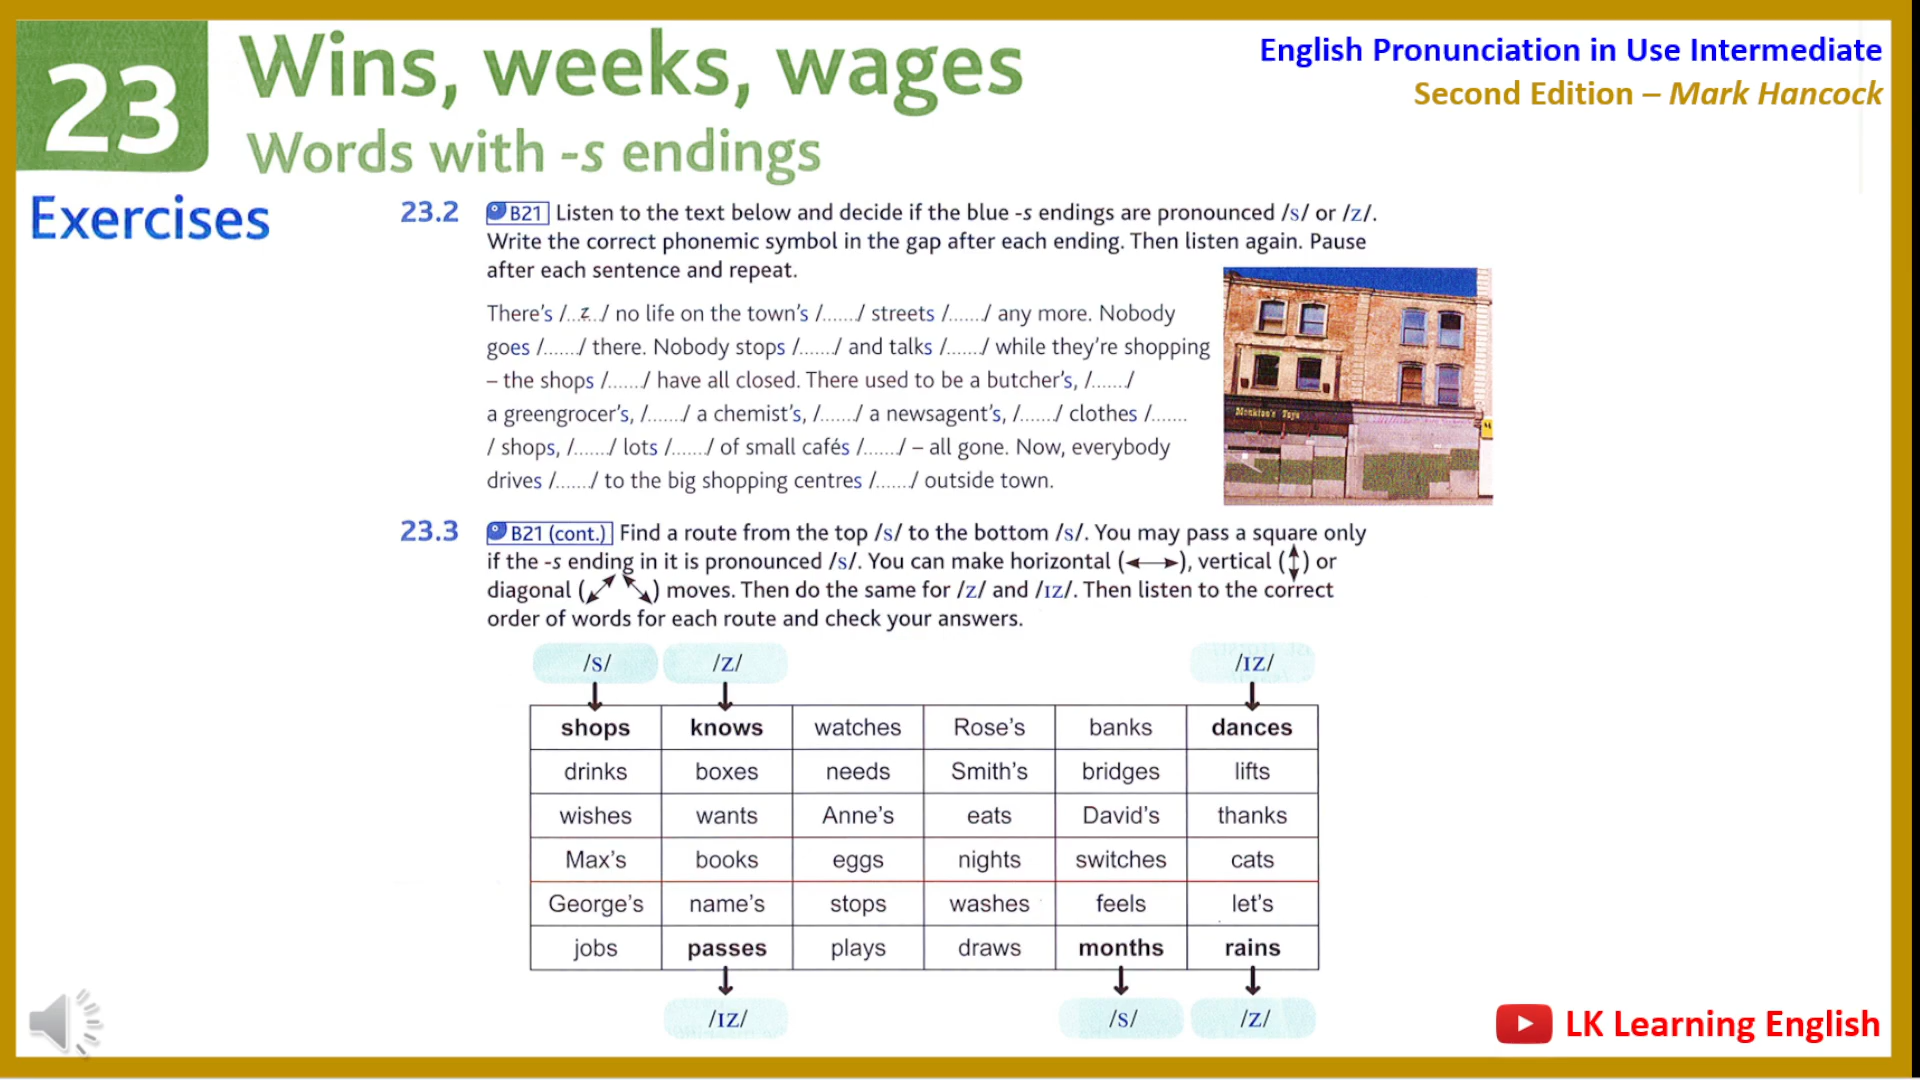 23
Wins, weeks, wages
Words with -s endings
English Pronunciation in Use Intermediate
Second Edition – Mark Hancock
Exercises
23.2 B21 Listen to the text below and decide if the blue -s endings are pronounced /s/ or /z/.
Write the correct phonemic symbol in the gap after each ending. Then listen again. Pause
after each sentence and repeat.
There's /...z.../ no life on the town's /....../ streets /....../ any more. Nobody
goes /....../ there. Nobody stops /....../ and talks /....../ while they're shopping
– the shops /....../ have all closed. There used to be a butcher's, /....../
a greengrocer's, /....../ a chemist's, /....../ a newsagent's, /....../ clothes /......
/ shops, /....../ lots /....../ of small cafés /....../ – all gone. Now, everybody
drives /....../ to the big shopping centres /....../ outside town.
Monkton's Toys
23.3 B21 (cont.) Find a route from the top /s/ to the bottom /s/. You may pass a square only
if the -s ending in it is pronounced /s/. You can make horizontal (↔), vertical (↕) or
diagonal (↗↖) moves. Then do the same for /z/ and /ɪz/. Then listen to the correct
order of words for each route and check your answers.
/s/ /z/ /ɪz/
shops knows watches Rose's banks dances
drinks boxes needs Smith's bridges lifts
wishes wants Anne's eats David's thanks
Max's books eggs nights switches cats
George's name's stops washes feels let's
jobs passes plays draws months rains
/ɪz/ /s/ /z/
LK Learning English